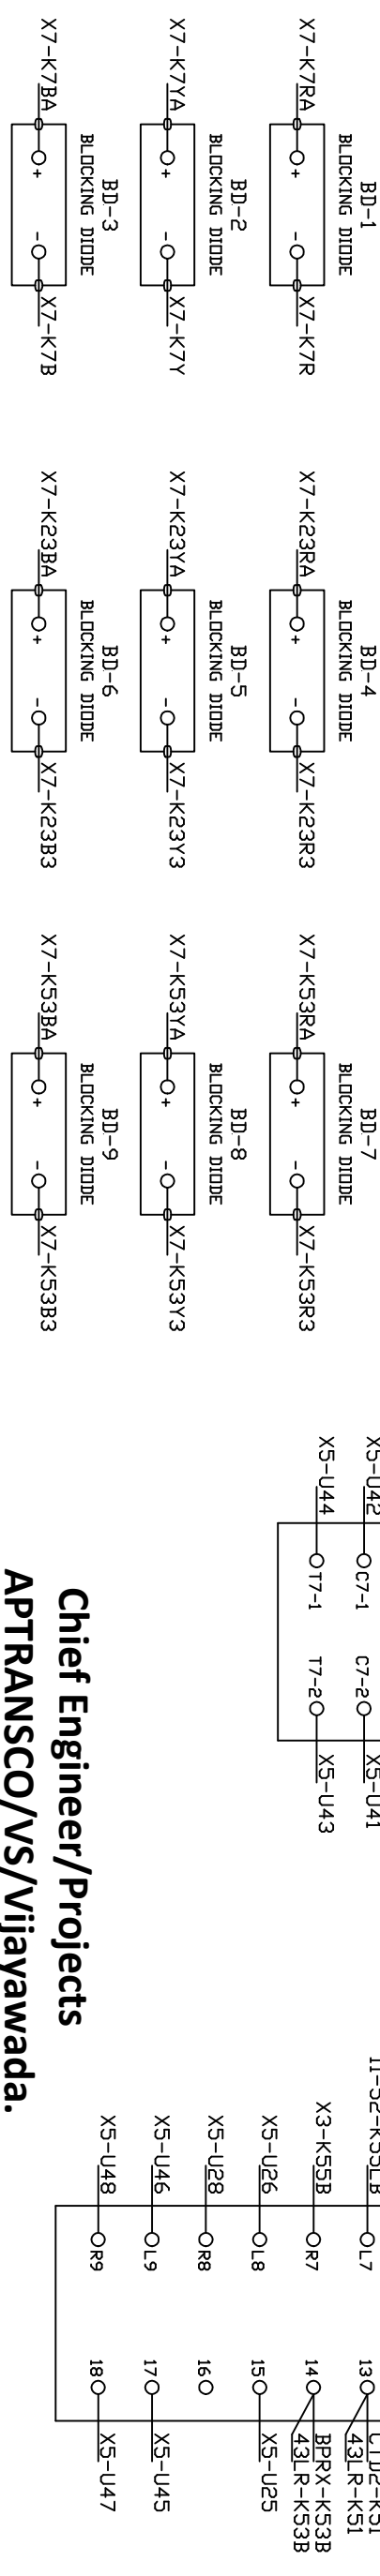 BD-1
BLOCKING DIODE
X7-K7RA
+
-
X7-K7R
BD-2
BLOCKING DIODE
X7-K7YA
+
-
X7-K7Y
BD-3
BLOCKING DIODE
X7-K7BA
+
-
X7-K7B
BD-4
BLOCKING DIODE
X7-K23RA
+
-
X7-K23R3
BD-5
BLOCKING DIODE
X7-K23YA
+
-
X7-K23Y3
BD-6
BLOCKING DIODE
X7-K23BA
+
-
X7-K23B3
BD-7
BLOCKING DIODE
X7-K53RA
+
-
X7-K53R3
BD-8
BLOCKING DIODE
X7-K53YA
+
-
X7-K53Y3
BD-9
BLOCKING DIODE
X7-K53BA
+
-
X7-K53B3
X5-U42
C7-1
C7-2
X5-U41
X5-U44
T7-1
T7-2
X5-U43
Chief Engineer/Projects
APTRANSCO/VS/Vijayawada.
L7
13
43LR-K51
X3-K55B
R7
14
BPRX-K53B
43LR-K53B
X5-U26
L8
15
X5-U25
X5-U28
R8
16
X5-U46
L9
17
X5-U45
X5-U48
R9
18
X5-U47